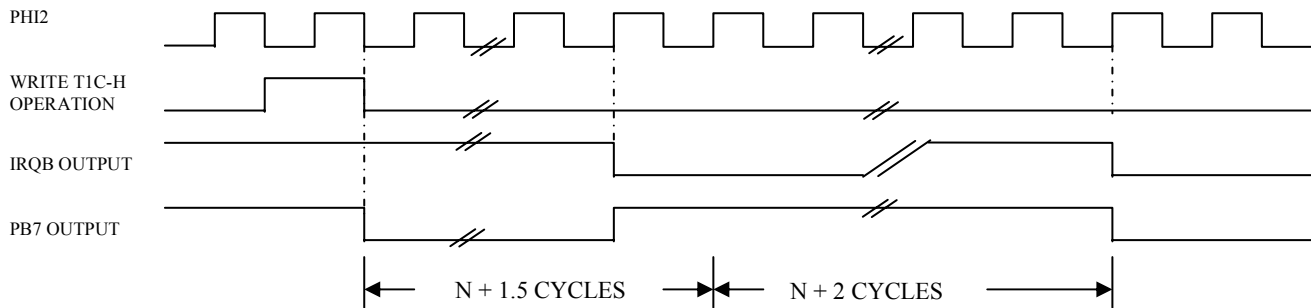 PHI2
WRITE T1C-H
OPERATION
IRQB OUTPUT
PB7 OUTPUT
N + 1.5 CYCLES
N + 2 CYCLES